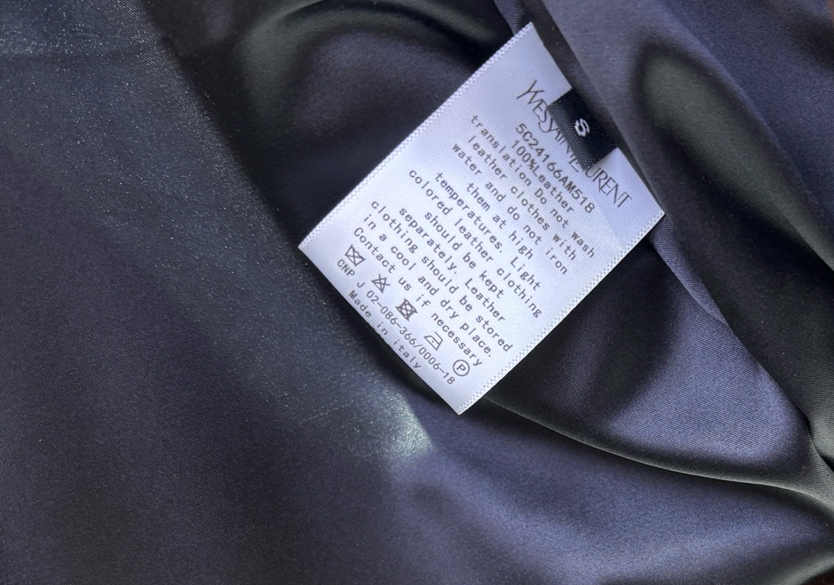 YVES SAINT LAURENT
S
5C24166AM518
100%Leather
translation Do not wash
leather clothes with
water and do not iron
them at high
temperatures. Light
colored leather clothing
should be kept
separately. Leather
clothing should be stored
in a cool and dry place.
Contact us if necessary
P
CNP J 02-086-366/0006-18
Made in italy